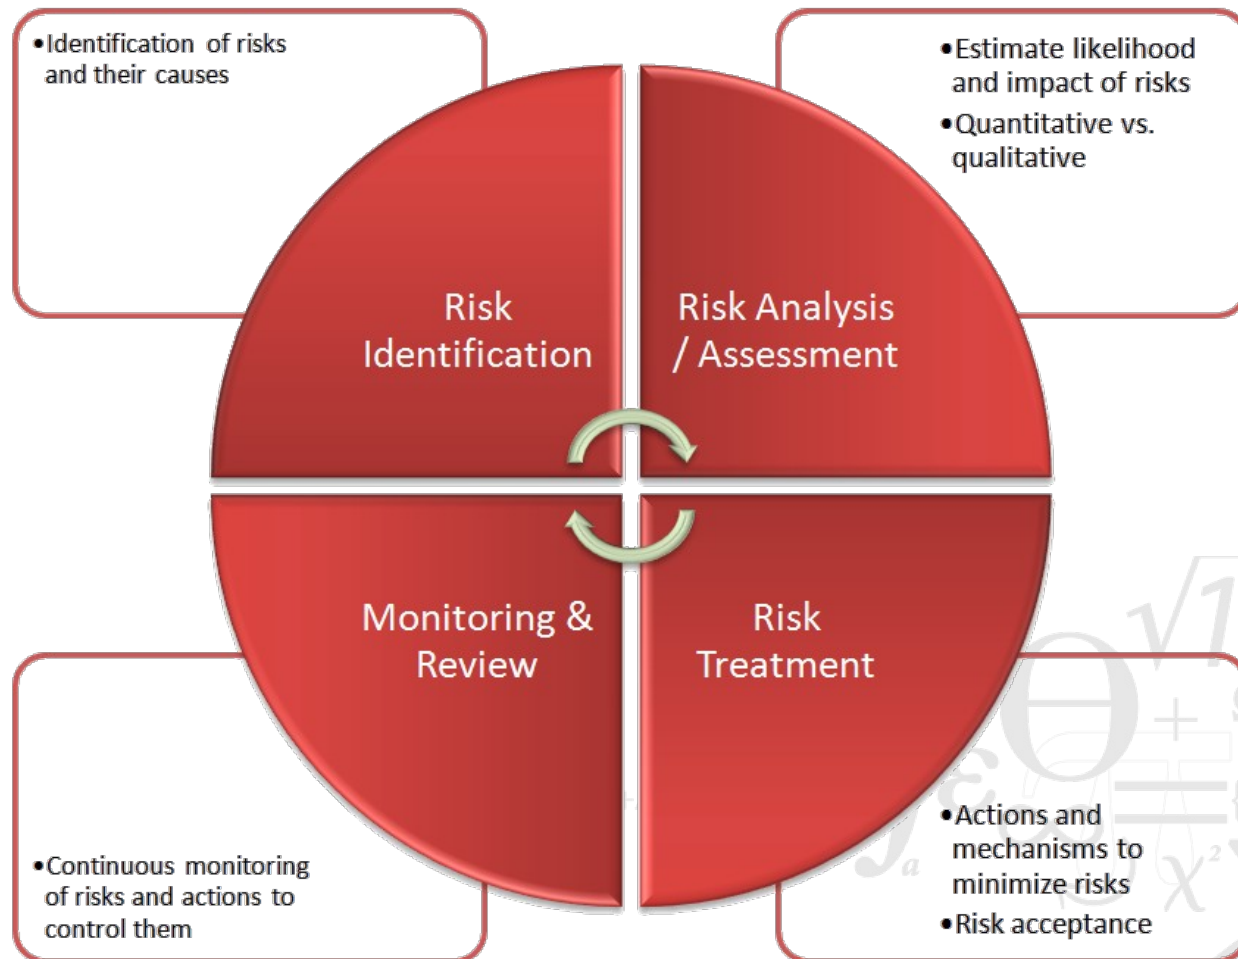 •Identification of risks
and their causes
•Estimate likelihood
and impact of risks
•Quantitative vs.
qualitative
Risk
Identification
Risk Analysis
/ Assessment
Monitoring &
Review
Risk
Treatment
•Continuous monitoring
of risks and actions to
control them
•Actions and
mechanisms to
minimize risks
•Risk acceptance